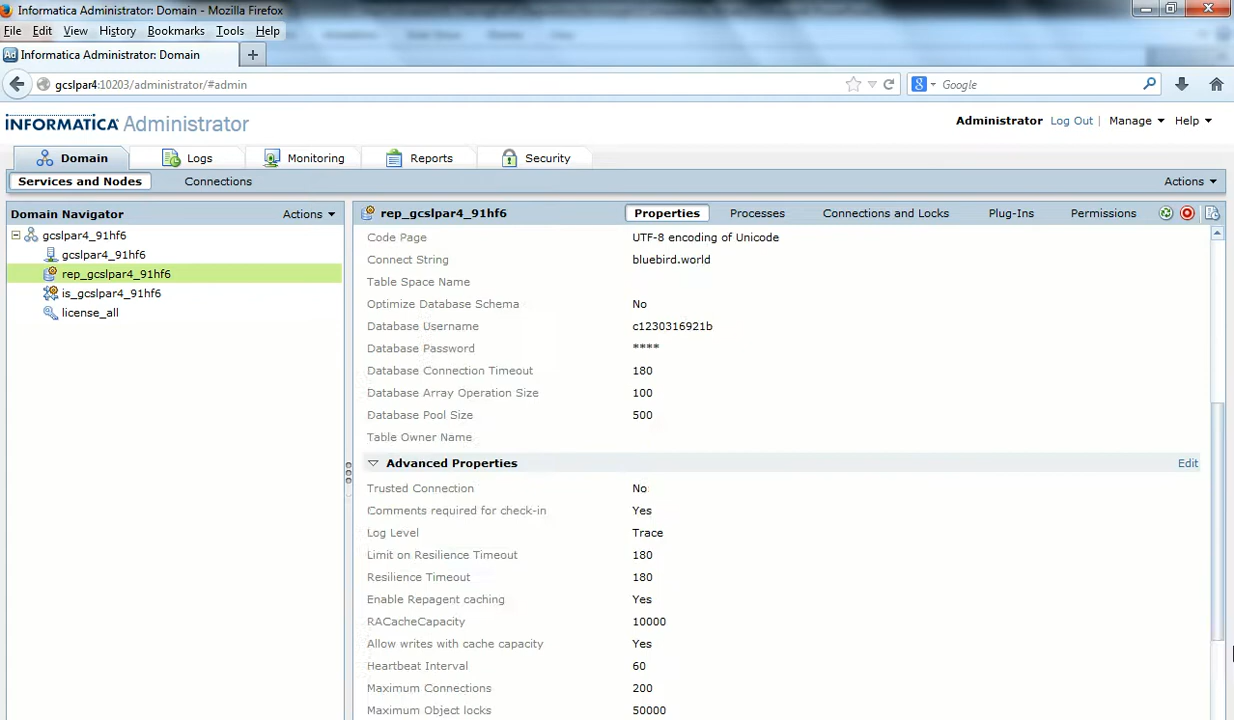 Informatica Administrator: Domain - Mozilla Firefox
File Edit View History Bookmarks Tools Help
Ad Informatica Administrator: Domain +
gcslpar4:10203/administrator/#admin
Google
INFORMATICA Administrator
Administrator Log Out | Manage Help
Domain Logs Monitoring Reports Security
Services and Nodes Connections Actions
Domain Navigator Actions
gcslpar4_91hf6
gcslpar4_91hf6
rep_gcslpar4_91hf6
is_gcslpar4_91hf6
license_all
rep_gcslpar4_91hf6 Properties Processes Connections and Locks Plug-Ins Permissions
Code Page UTF-8 encoding of Unicode
Connect String bluebird.world
Table Space Name
Optimize Database Schema No
Database Username c1230316921b
Database Password ****
Database Connection Timeout 180
Database Array Operation Size 100
Database Pool Size 500
Table Owner Name
Advanced Properties Edit
Trusted Connection No
Comments required for check-in Yes
Log Level Trace
Limit on Resilience Timeout 180
Resilience Timeout 180
Enable Repagent caching Yes
RACacheCapacity 10000
Allow writes with cache capacity Yes
Heartbeat Interval 60
Maximum Connections 200
Maximum Object locks 50000